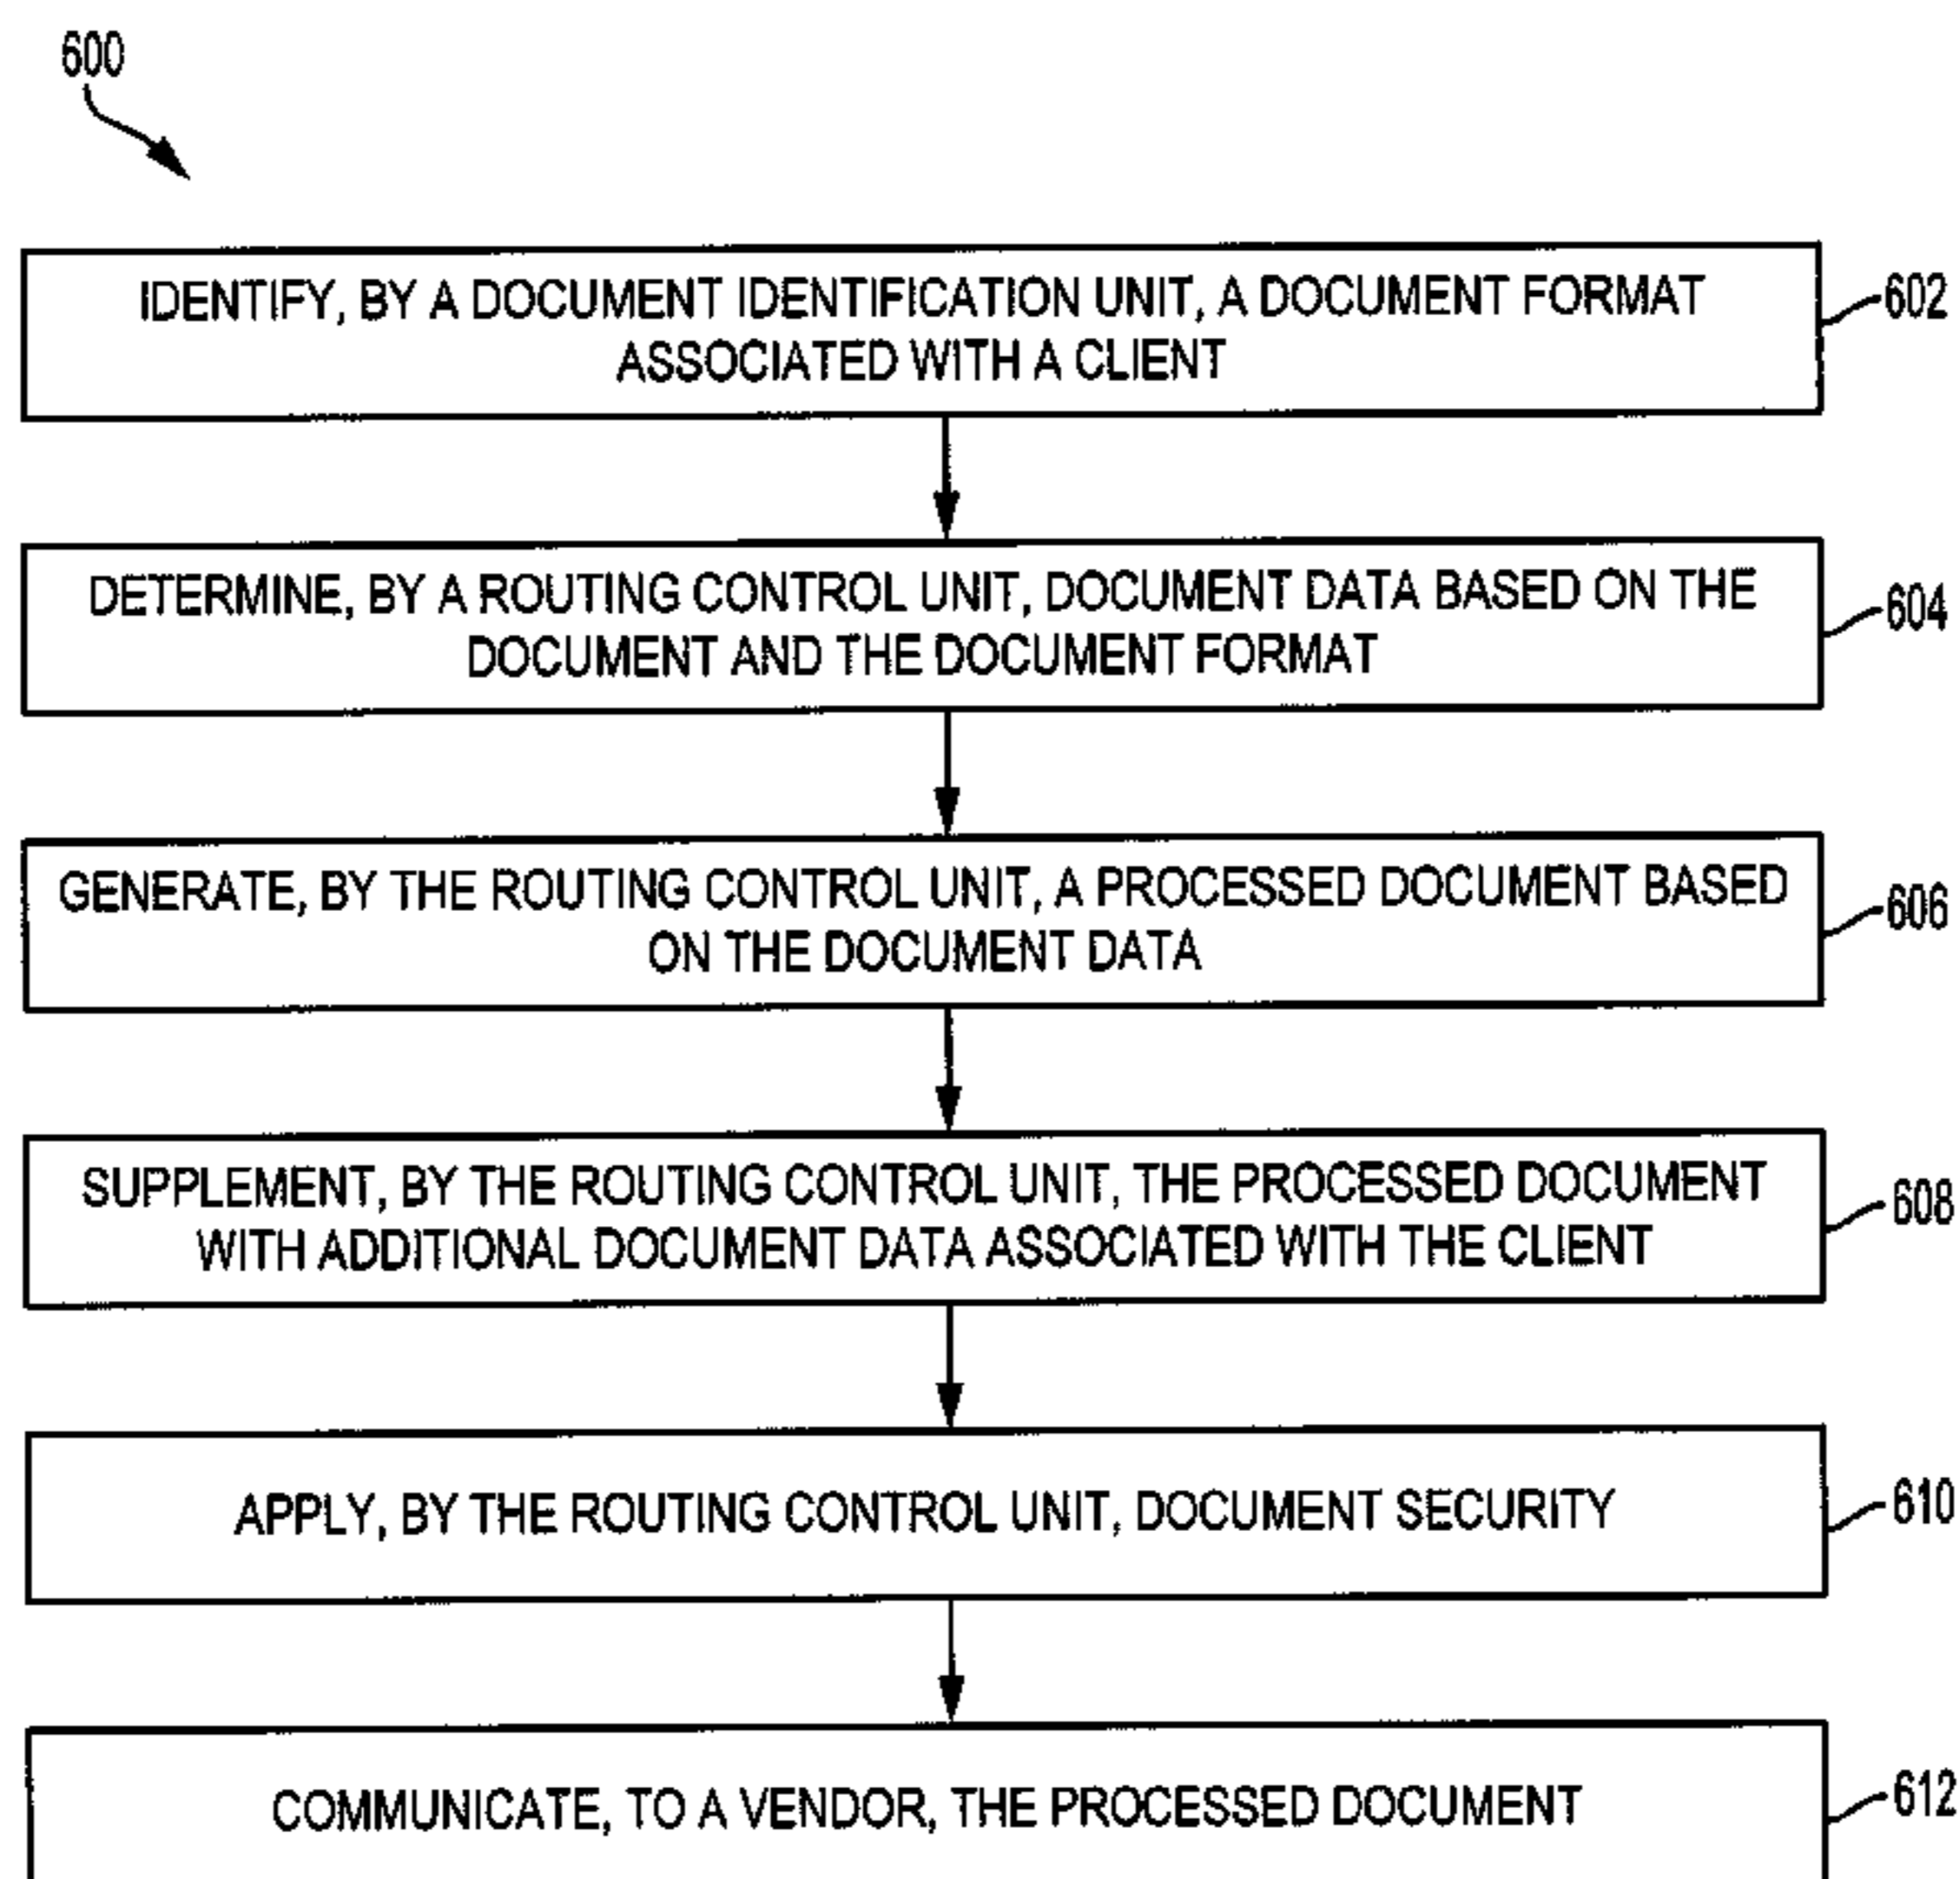 600
IDENTIFY, BY A DOCUMENT IDENTIFICATION UNIT, A DOCUMENT FORMAT
ASSOCIATED WITH A CLIENT
602
DETERMINE, BY A ROUTING CONTROL UNIT, DOCUMENT DATA BASED ON THE
DOCUMENT AND THE DOCUMENT FORMAT
604
GENERATE, BY THE ROUTING CONTROL UNIT, A PROCESSED DOCUMENT BASED
ON THE DOCUMENT DATA
606
SUPPLEMENT, BY THE ROUTING CONTROL UNIT, THE PROCESSED DOCUMENT
WITH ADDITIONAL DOCUMENT DATA ASSOCIATED WITH THE CLIENT
608
APPLY, BY THE ROUTING CONTROL UNIT, DOCUMENT SECURITY
610
COMMUNICATE, TO A VENDOR, THE PROCESSED DOCUMENT
612